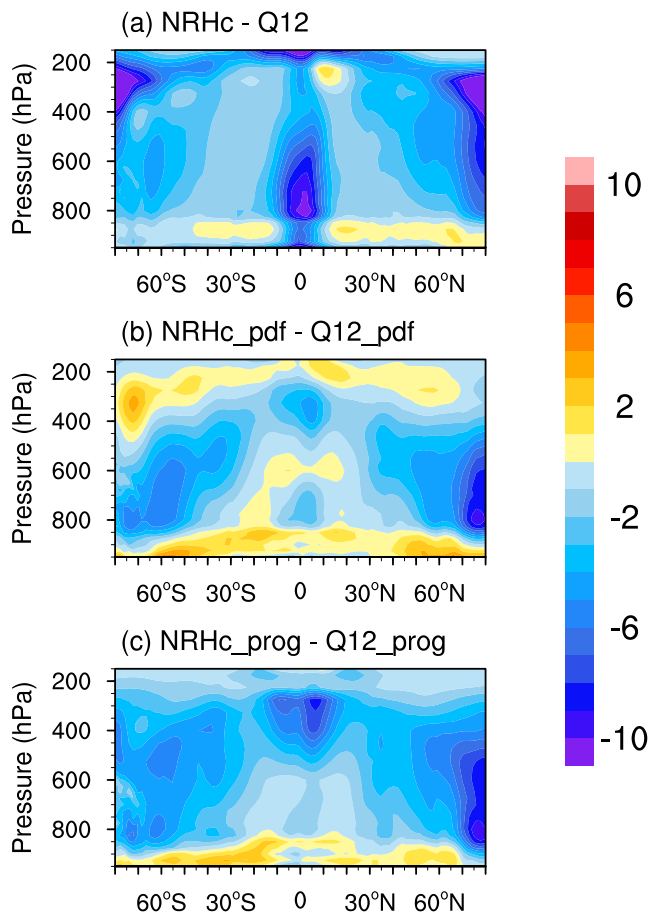 (a) NRHc - Q12
Pressure (hPa)
200
400
600
800
60°S 30°S 0 30°N 60°N
(b) NRHc_pdf - Q12_pdf
Pressure (hPa)
200
400
600
800
60°S 30°S 0 30°N 60°N
(c) NRHc_prog - Q12_prog
Pressure (hPa)
200
400
600
800
60°S 30°S 0 30°N 60°N
10
6
2
-2
-6
-10